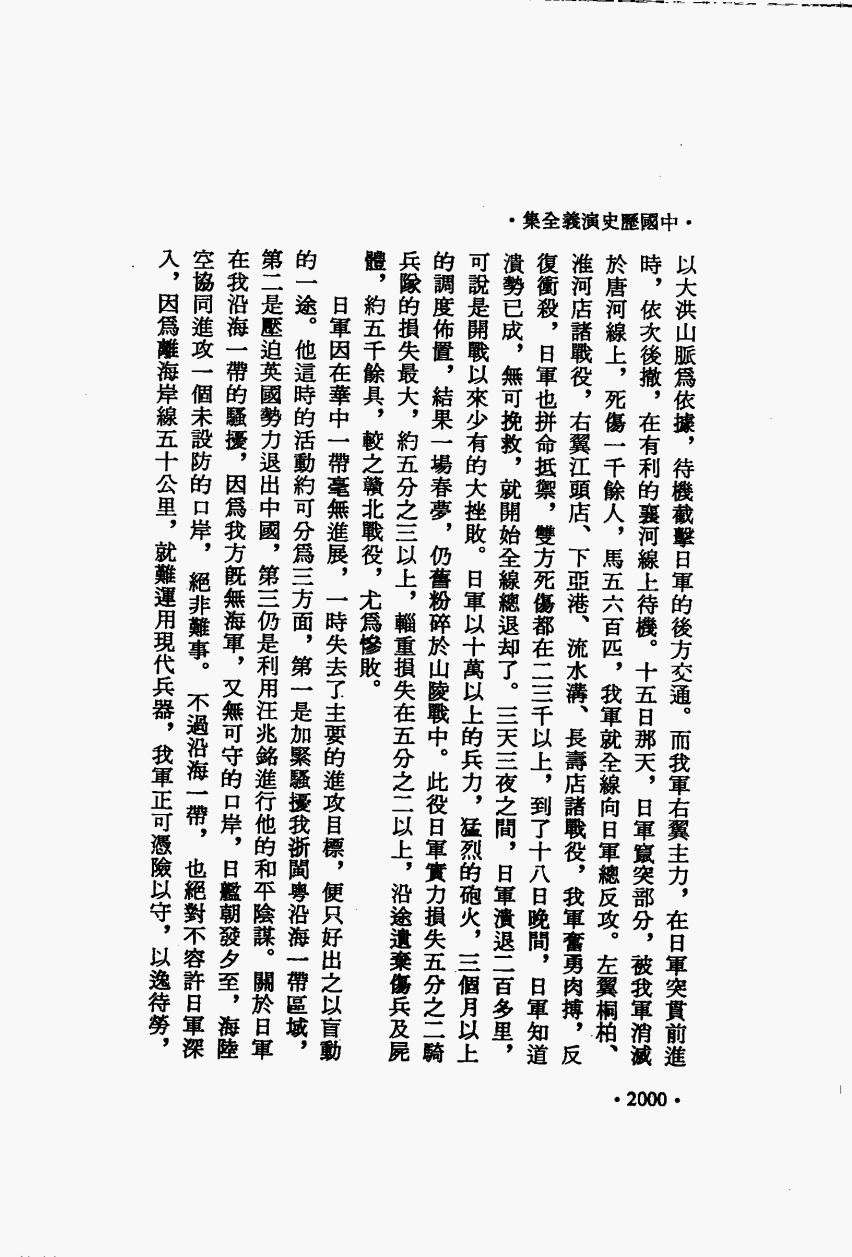 ·中國歷史演義全集·
以大洪山脈爲依據，待機截擊日軍的後方交通。而我軍右翼主力，在日軍突貫前進
時，依次後撤，在有利的襄河線上待機。十五日那天，日軍竄突部分，被我軍消滅
於唐河線上，死傷一千餘人，馬五六百匹，我軍就全線向日軍總反攻。左翼桐柏、
淮河店諸戰役，右翼江頭店、下亞港、流水溝、長壽店諸戰役，我軍奮勇肉搏，反
復衝殺，日軍也拼命抵禦，雙方死傷都在二三千以上，到了十八日晚間，日軍知道
潰勢已成，無可挽救，就開始全線總退却了。三天三夜之間，日軍潰退二百多里，
可說是開戰以來少有的大挫敗。日軍以十萬以上的兵力，猛烈的砲火，三個月以上
的調度佈置，結果一場春夢，仍舊粉碎於山陵戰中。此役日軍實力損失五分之二騎
兵隊的損失最大，約五分之三以上，輜重損失在五分之二以上，沿途遺棄傷兵及屍
體，約五千餘具，較之贛北戰役，尤爲慘敗。
日軍因在華中一帶毫無進展，一時失去了主要的進攻目標，便只好出之以盲動
的一途。他這時的活動約可分爲三方面，第一是加緊騷擾我浙閩粵沿海一帶區域，
第二是壓迫英國勢力退出中國，第三仍是利用汪兆銘進行他的和平陰謀。關於日軍
在我沿海一帶的騷擾，因爲我方既無海軍，又無可守的口岸，日艦朝發夕至，海陸
空協同進攻一個未設防的口岸，絕非難事。不過沿海一帶，也絕對不容許日軍深
入，因爲離海岸線五十公里，就難運用現代兵器，我軍正可憑險以守，以逸待勞，
·2000·